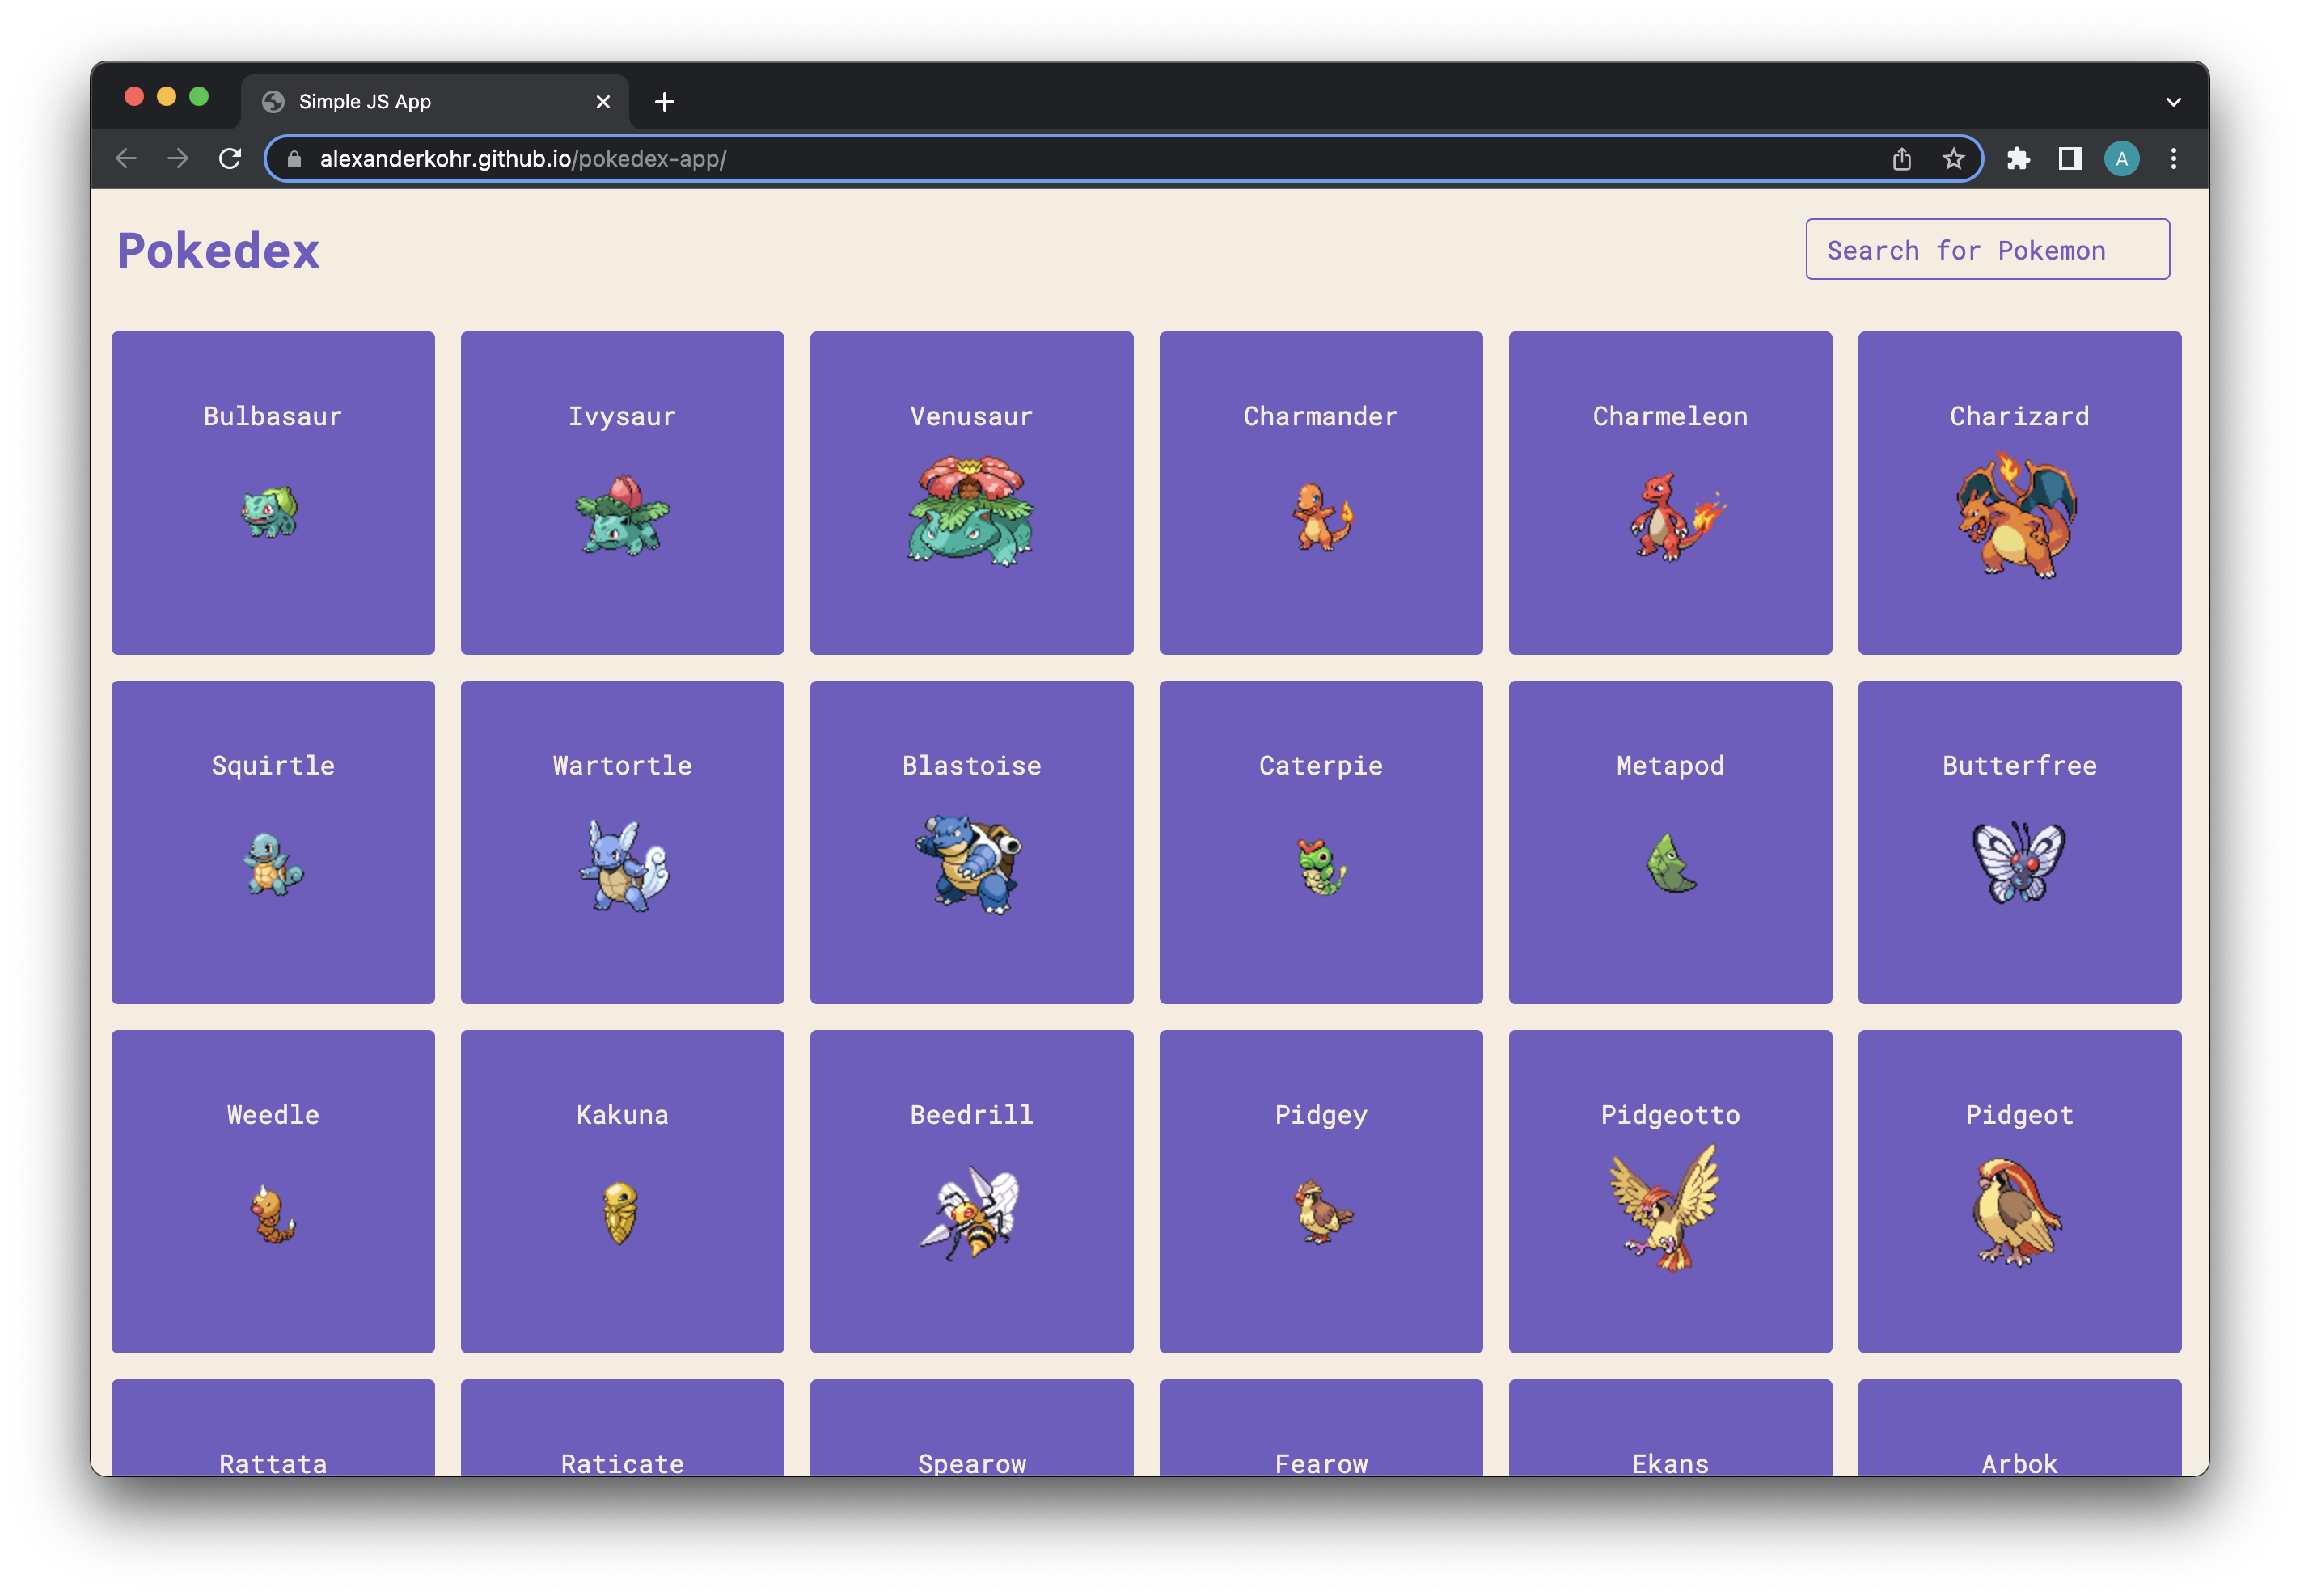 Simple JS App
alexanderkohr.github.io/pokedex-app/
A
Pokedex
Search for Pokemon
Bulbasaur
Ivysaur
Venusaur
Charmander
Charmeleon
Charizard
Squirtle
Wartortle
Blastoise
Caterpie
Metapod
Butterfree
Weedle
Kakuna
Beedrill
Pidgey
Pidgeotto
Pidgeot
Rattata
Raticate
Spearow
Fearow
Ekans
Arbok